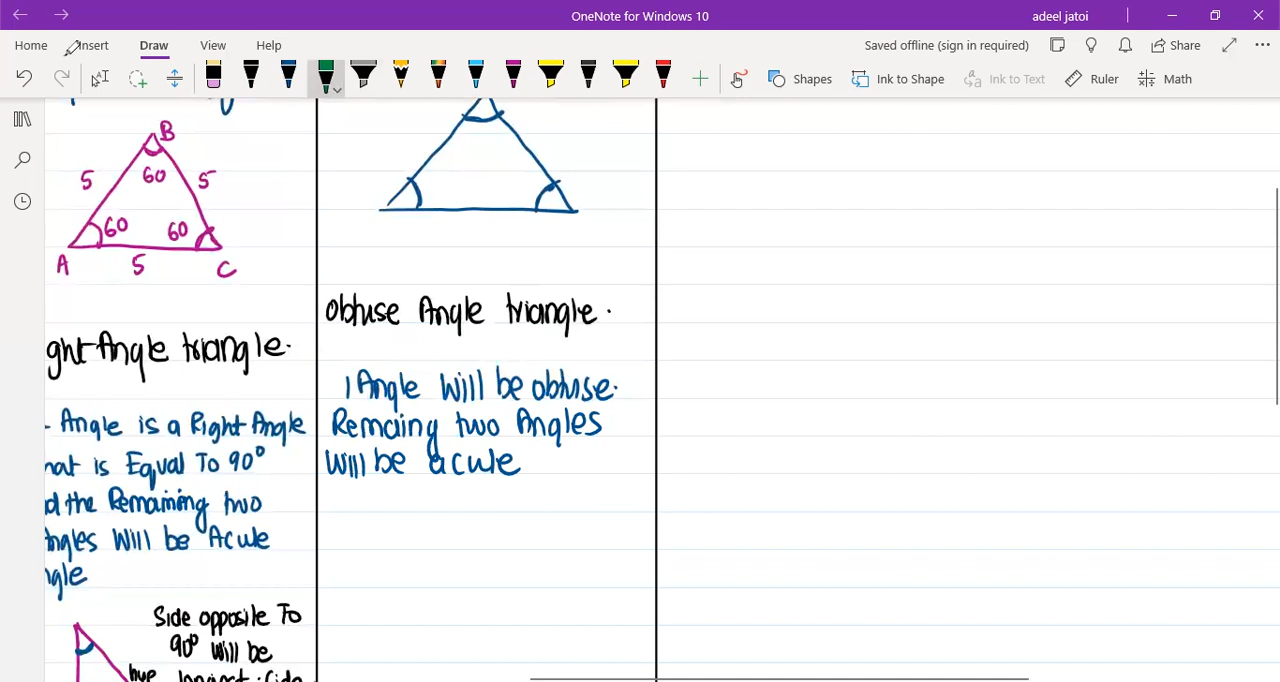 OneNote for Windows 10
adeel jatoi
Home
Insert
Draw
View
Help
Saved offline (sign in required)
Share
Shapes
Ink to Shape
Ink to Text
Ruler
Math
B
5
60
5
60
60
A
5
C
ght Angle triangle.
- Angle is a Right Angle
hat is Equal To 90°
d the Remaining two
Angles Will be Acute
ngle
Side opposite To
90° will be
hyp
obtuse Angle triangle.
1 Angle Will be obtuse.
Remaing two Angles
Will be acute